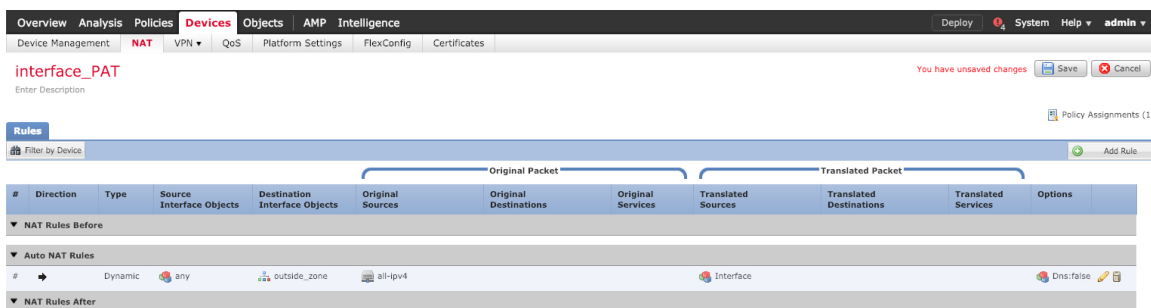 Overview Analysis Policies Devices Objects AMP Intelligence Deploy 4 System Help admin
Device Management NAT VPN QoS Platform Settings FlexConfig Certificates
interface_PAT You have unsaved changes Save Cancel
Enter Description
Policy Assignments (1
Rules
Filter by Device Add Rule
Original Packet Translated Packet
# Direction Type Source Interface Objects Destination Interface Objects Original Sources Original Destinations Original Services Translated Sources Translated Destinations Translated Services Options
NAT Rules Before
Auto NAT Rules
# Dynamic any outside_zone all-ipv4 Interface Dns:false
NAT Rules After